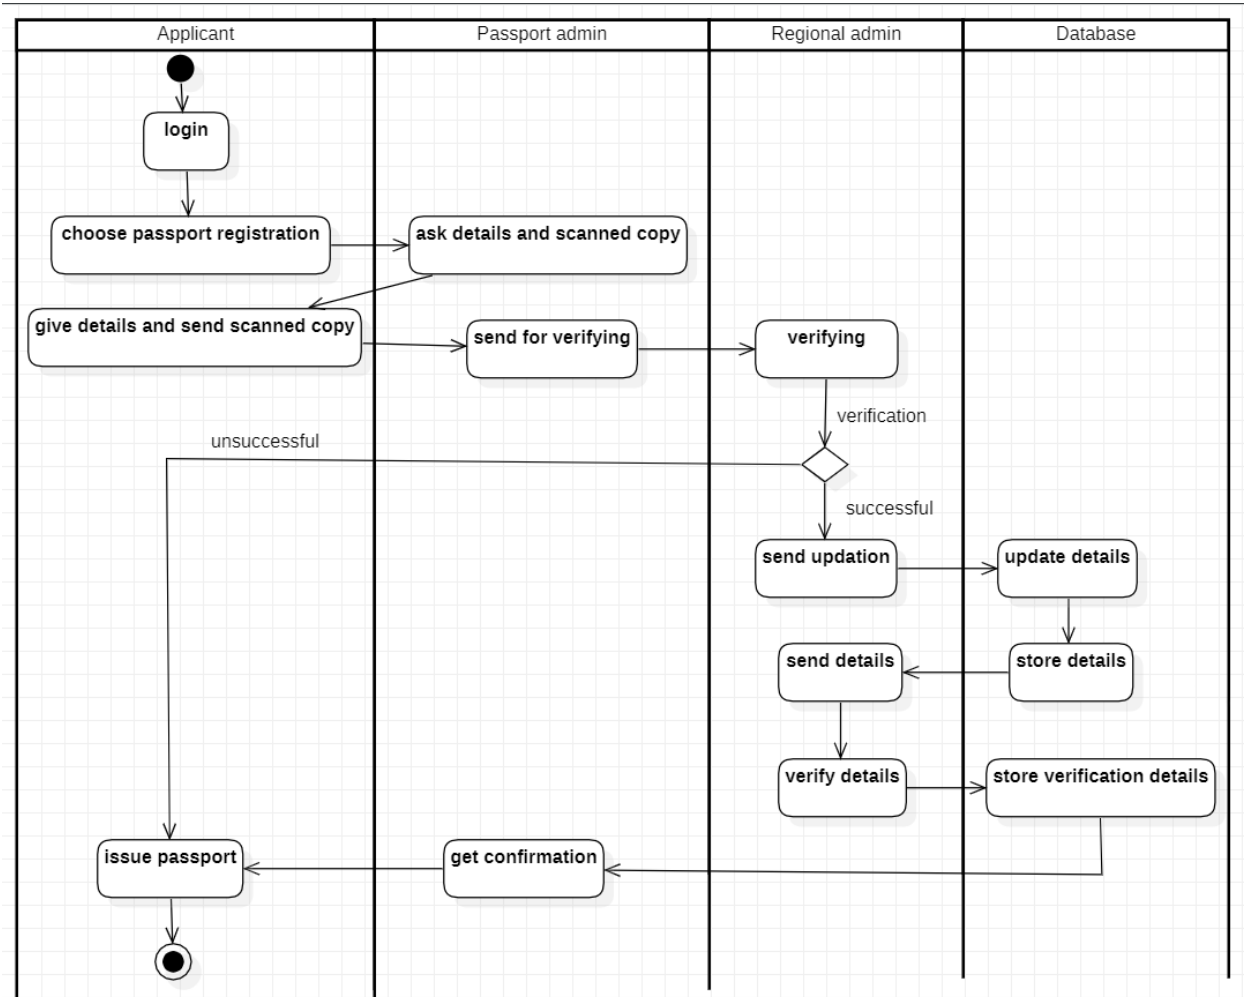 Applicant
Passport admin
Regional admin
Database
login
choose passport registration
ask details and scanned copy
give details and send scanned copy
send for verifying
verifying
verification
unsuccessful
successful
send updation
update details
send details
store details
verify details
store verification details
issue passport
get confirmation